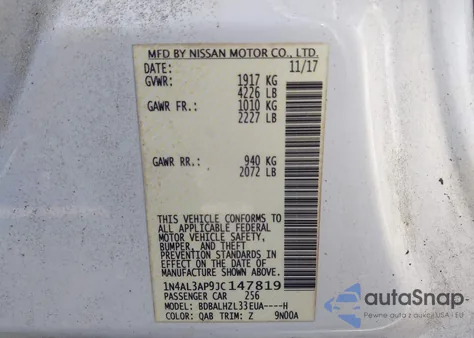 MFD BY NISSAN MOTOR CO., LTD.
DATE: 11/17
GVWR: 1917 KG
4226 LB
GAWR FR.: 1010 KG
2227 LB
GAWR RR.: 940 KG
2072 LB
THIS VEHICLE CONFORMS TO
ALL APPLICABLE FEDERAL
MOTOR VEHICLE SAFETY,
BUMPER, AND THEFT
PREVENTION STANDARDS
IN EFFECT ON THE DATE OF
MANUFACTURE SHOWN ABOVE.
1N4AL3AP9JC147819
PASSENGER CAR 256
BDBALHZL33EUA----H
COLOR: QAB TRIM: Z 9N00A
autoSnap